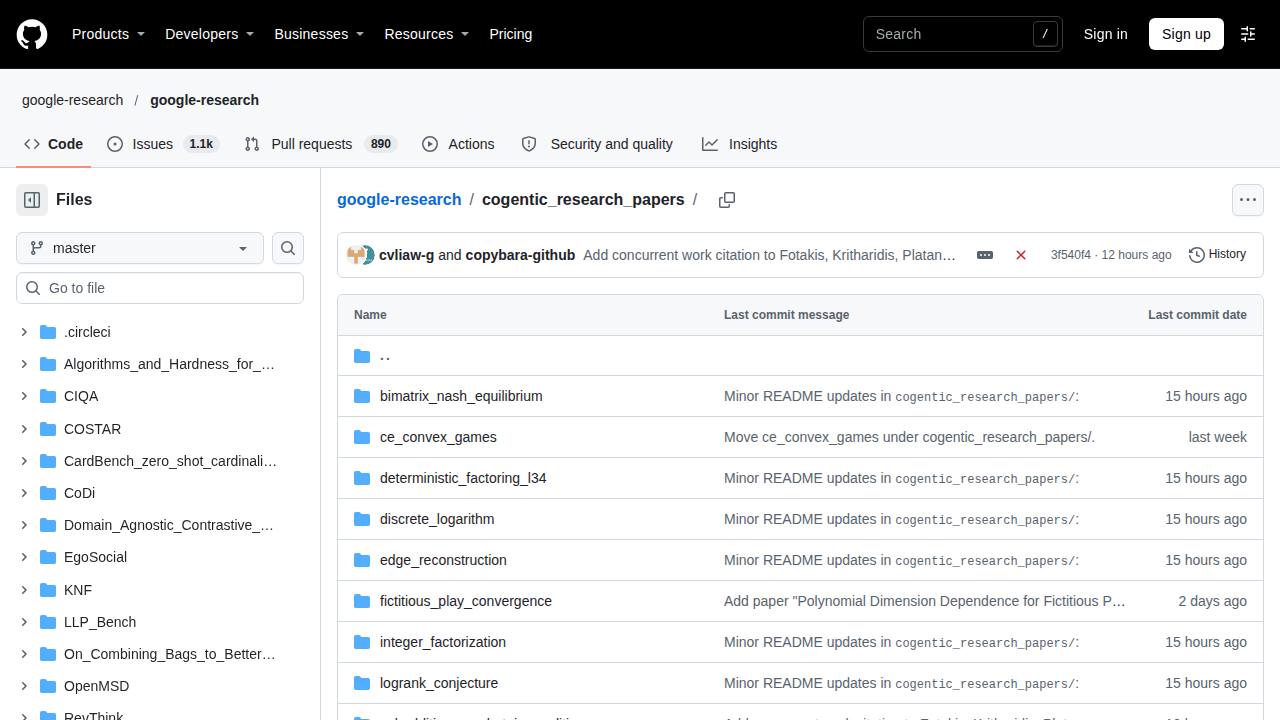 Products Developers Businesses Resources Pricing Search / Sign in Sign up
google-research / google-research
Code Issues 1.1k Pull requests 890 Actions Security and quality Insights
Files
master
Go to file
.circleci
Algorithms_and_Hardness_for_…
CIQA
COSTAR
CardBench_zero_shot_cardinali…
CoDi
Domain_Agnostic_Contrastive_…
EgoSocial
KNF
LLP_Bench
On_Combining_Bags_to_Better…
OpenMSD
RevThink
google-research / cogentic_research_papers /
cvliaw-g and copybara-github Add concurrent work citation to Fotakis, Kritharidis, Platan… 3f540f4 · 12 hours ago History
Name Last commit message Last commit date
..
bimatrix_nash_equilibrium Minor README updates in cogentic_research_papers/: 15 hours ago
ce_convex_games Move ce_convex_games under cogentic_research_papers/. last week
deterministic_factoring_l34 Minor README updates in cogentic_research_papers/: 15 hours ago
discrete_logarithm Minor README updates in cogentic_research_papers/: 15 hours ago
edge_reconstruction Minor README updates in cogentic_research_papers/: 15 hours ago
fictitious_play_convergence Add paper "Polynomial Dimension Dependence for Fictitious P… 2 days ago
integer_factorization Minor README updates in cogentic_research_papers/: 15 hours ago
logrank_conjecture Minor README updates in cogentic_research_papers/: 15 hours ago